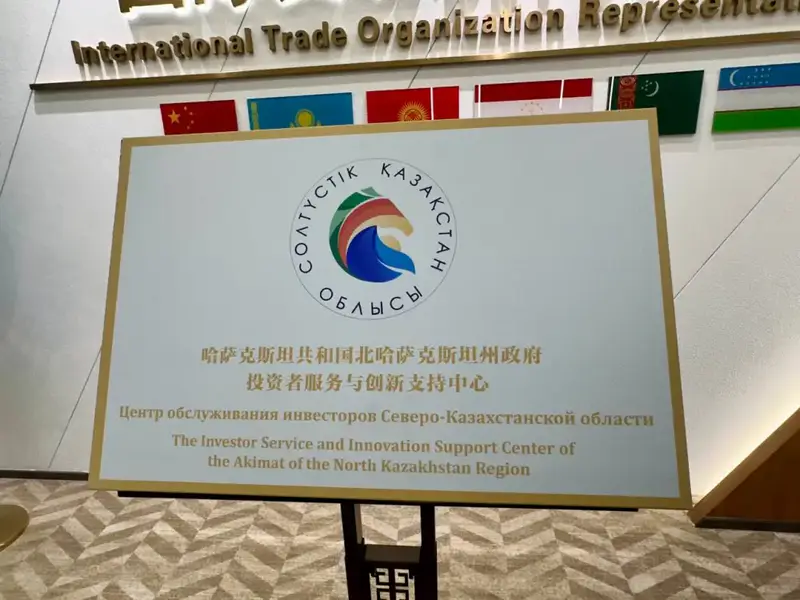 International Trade Organization Representat
СОЛТҮСТІК ҚАЗАҚСТАН
ОБЛЫСЫ
哈萨克斯坦共和国北哈萨克斯坦州政府
投资者服务与创新支持中心
Центр обслуживания инвесторов Северо-Казахстанской области
The Investor Service and Innovation Support Center of
the Akimat of the North Kazakhstan Region